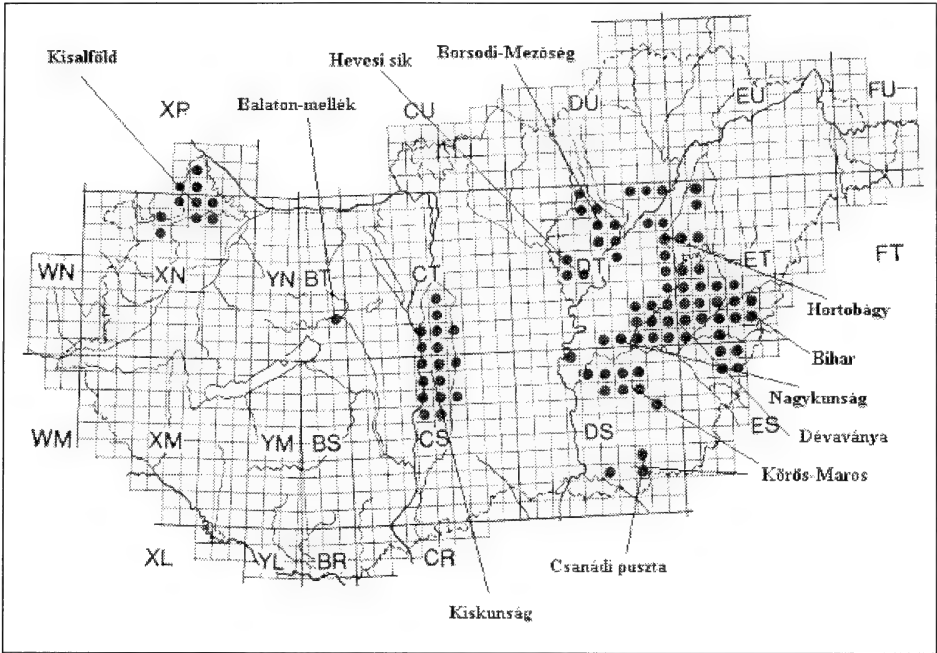 Kisalföld
Hevesi sík
Borsodi-Mezőség
Balaton-mellék
XP
CU
DU
EU
FU
WN
XN
YN
BT
CT
DT
ET
FT
Hortobágy
Bihar
Nagykunság
WM
XM
YM
BS
CS
DS
ES
Dévaványa
Kőrös-Maros
XL
YL
BR
CR
Csanádi puszta
Kiskunság